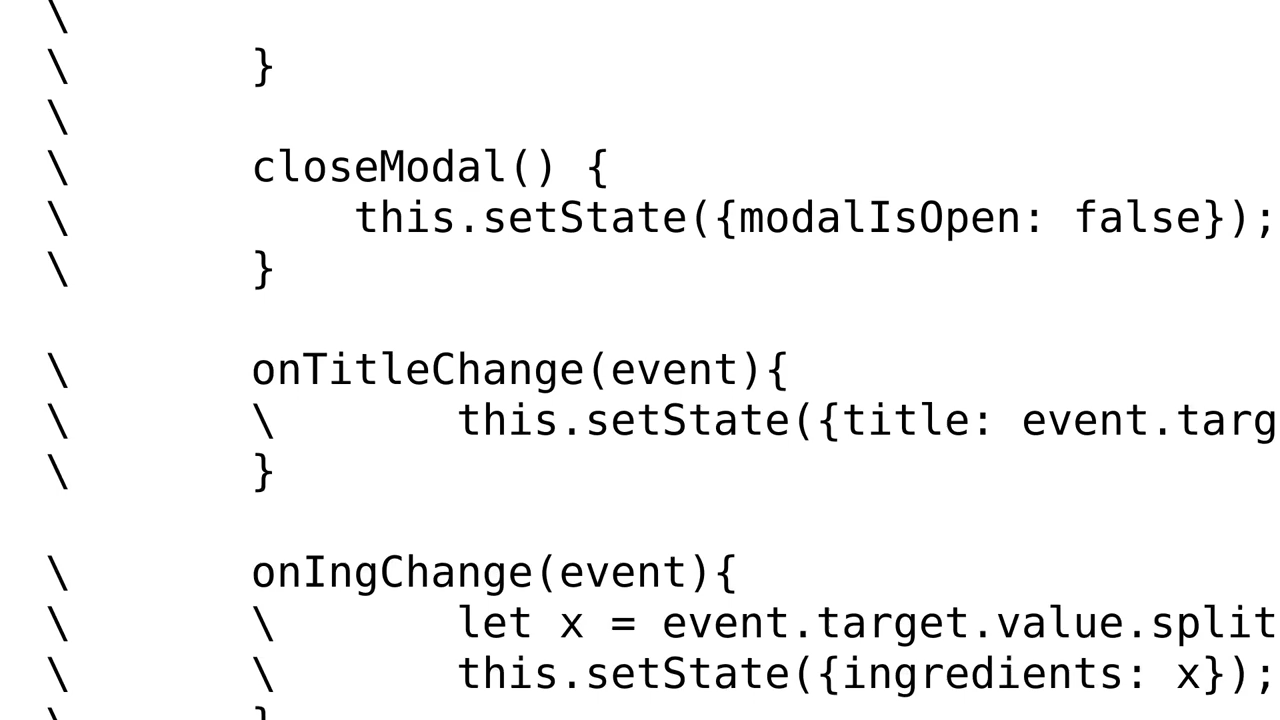 \
\       }
\
\       closeModal() {
\           this.setState({modalIsOpen: false});
\       }

\       onTitleChange(event){
\       \       this.setState({title: event.targ
\       }

\       onIngChange(event){
\       \       let x = event.target.value.split
\       \       this.setState({ingredients: x});
\       }